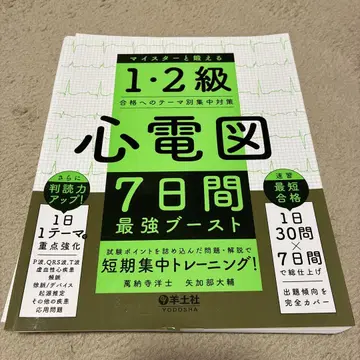 マイスターと鍛える
1・2級
合格へのテーマ別集中対策
心電図
7日間
最強ブースト
試験ポイントを詰め込んだ問題・解説で
短期集中トレーニング!
萬納寺洋士 矢加部大輔
羊土社
YODOSHA
さらに
判読力
アップ!
1日
1テーマで
重点強化
P波、QRS波、T波
虚血性心疾患
頻脈
徐脈/デバイス
起源推定
その他の疾患
応用問題
連習
最短
合格
1日
30問
×
7日間
で総仕上げ
出題傾向を
完全カバー